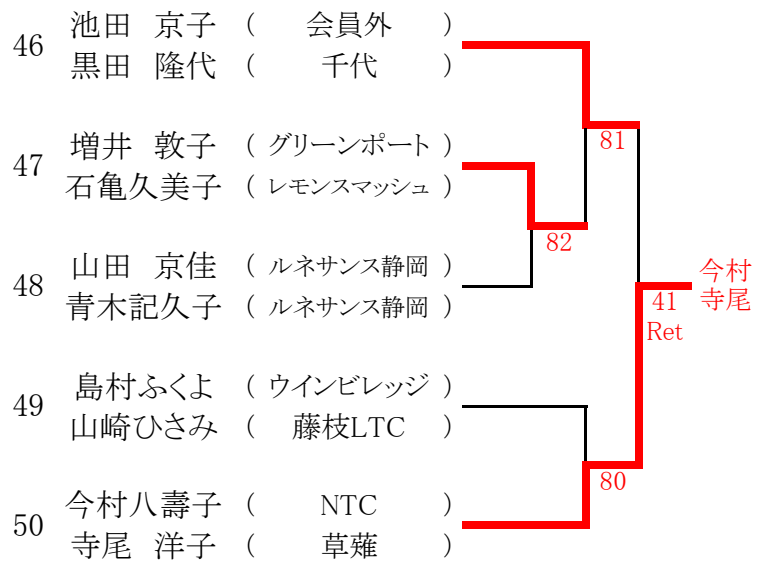 46 池田 京子 ( 会員外 )
黒田 隆代 ( 千代 )
81
47 増井 敦子 ( グリーンポート )
石亀久美子 ( レモンスマッシュ )
82
48 山田 京佳 ( ルネサンス静岡 )
青木記久子 ( ルネサンス静岡 )
今村
寺尾
41
Ret
49 島村ふくよ ( ウインビレッジ )
山崎ひさみ ( 藤枝LTC )
80
50 今村八壽子 ( NTC )
寺尾 洋子 ( 草薙 )